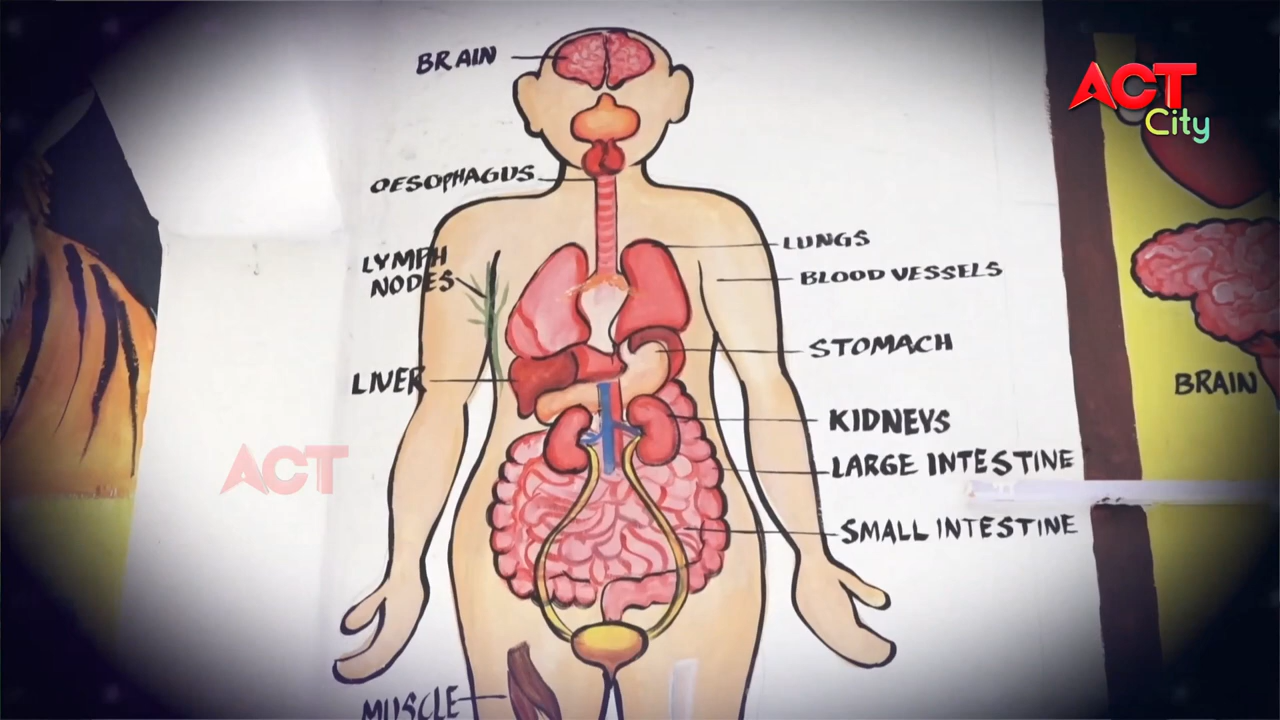 BRAIN
ACT
City
OESOPHAGUS
LUNGS
LYMPH
NODES
BLOOD VESSELS
STOMACH
LIVER
BRAIN
KIDNEYS
ACT
LARGE INTESTINE
SMALL INTESTINE
MUSCLE